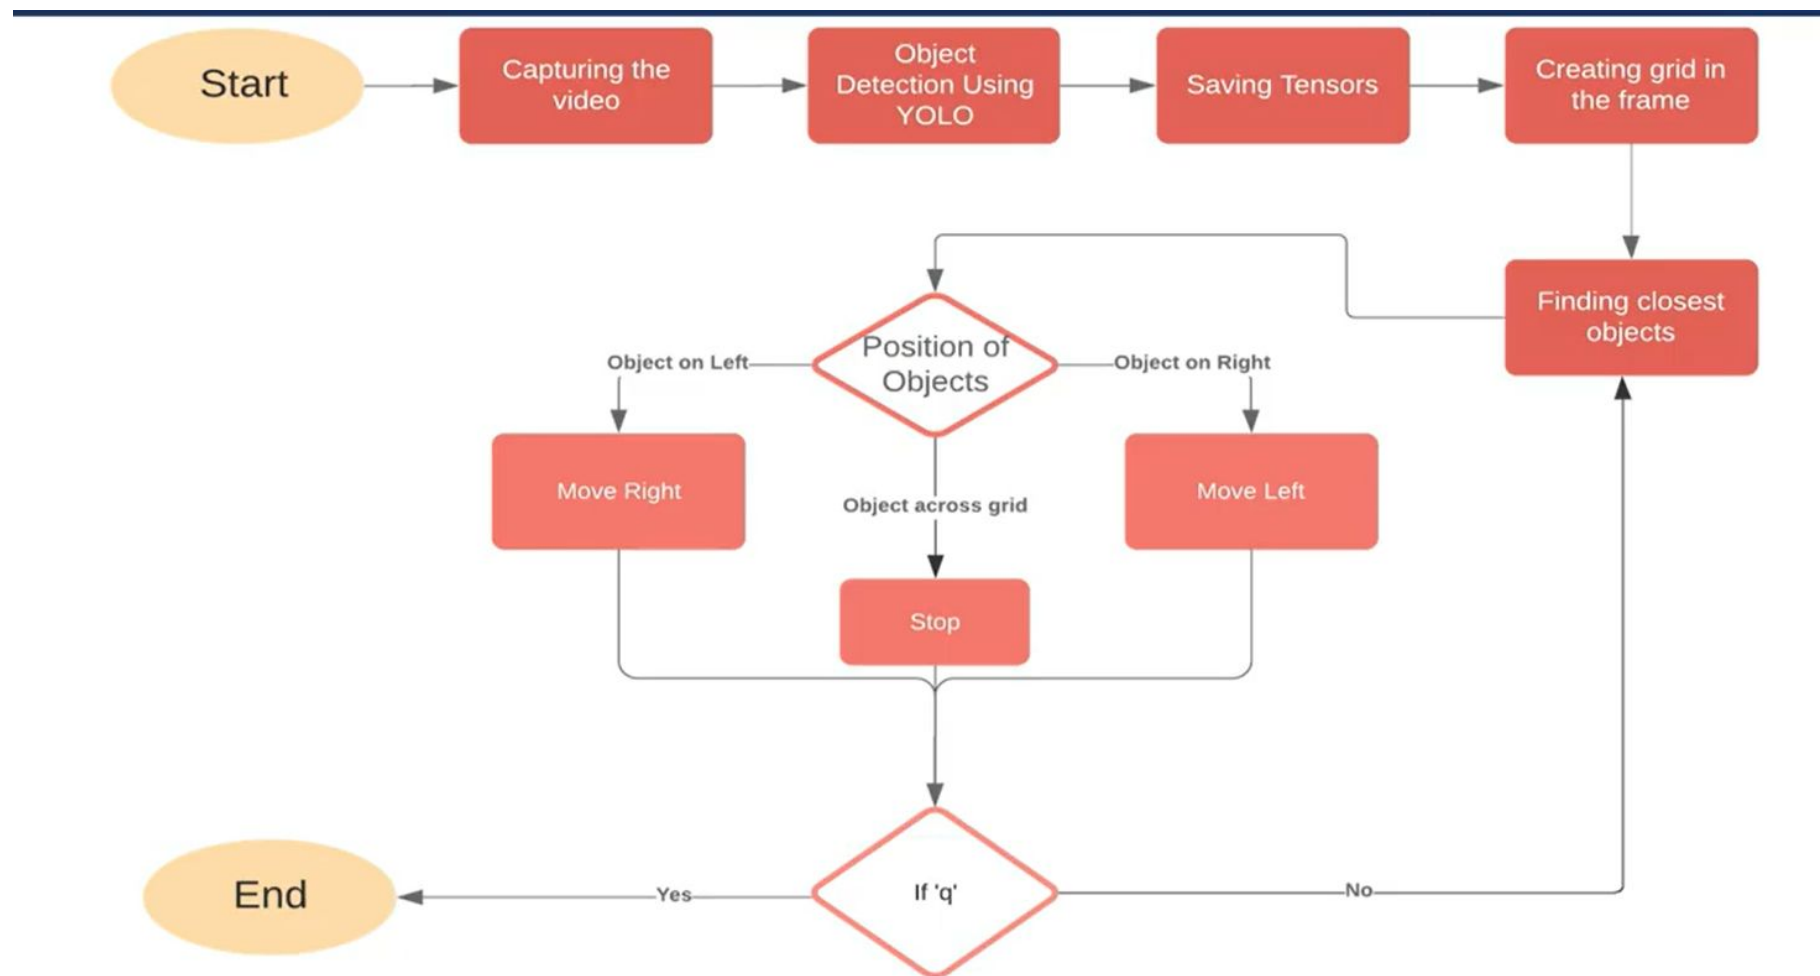 Start
Capturing the
video
Object
Detection Using
YOLO
Saving Tensors
Creating grid in
the frame
Finding closest
objects
Position of
Objects
Object on Left
Object on Right
Move Right
Object across grid
Move Left
Stop
If 'q'
Yes
No
End